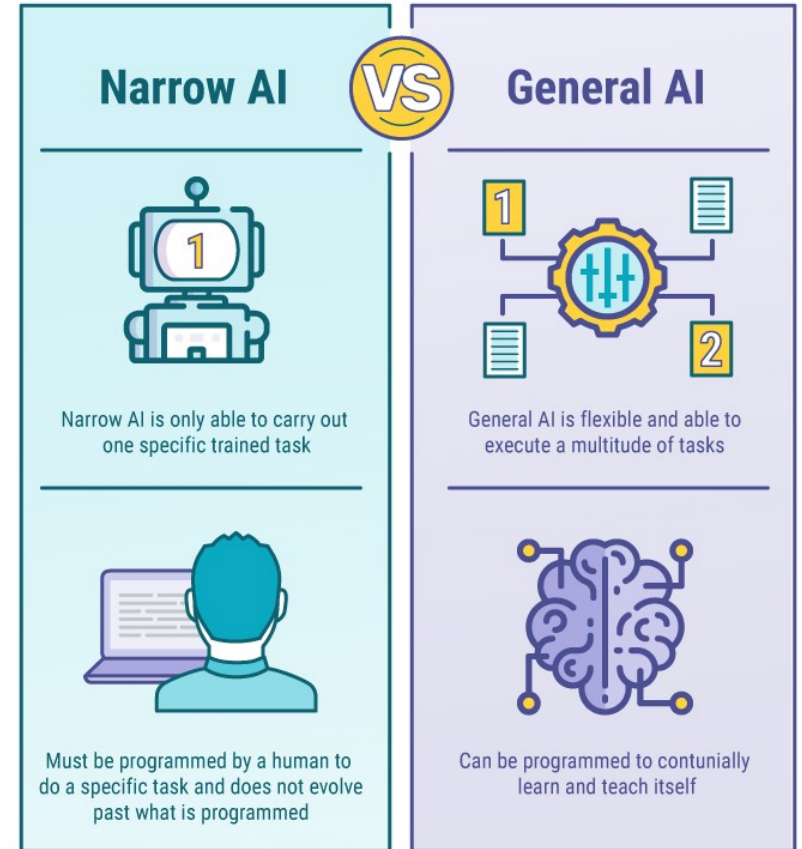 Narrow AI
VS
General AI
1
Narrow AI is only able to carry out
one specific trained task
1
2
General AI is flexible and able to
execute a multitude of tasks
Must be programmed by a human to
do a specific task and does not evolve
past what is programmed
Can be programmed to contunially
learn and teach itself